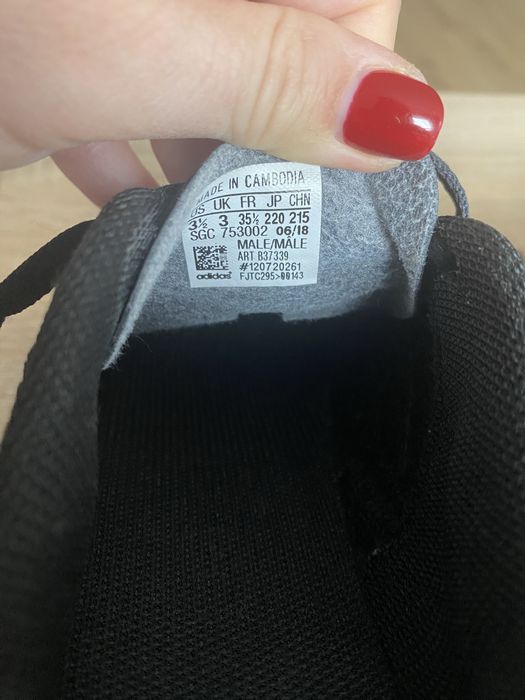 MADE IN CAMBODIA
US UK FR JP CHN
3½ 3 35½ 220 215
SGC 753002 06/18
MALE/MÂLE
ART B37339
#120720261
adidas FJTC295>00143